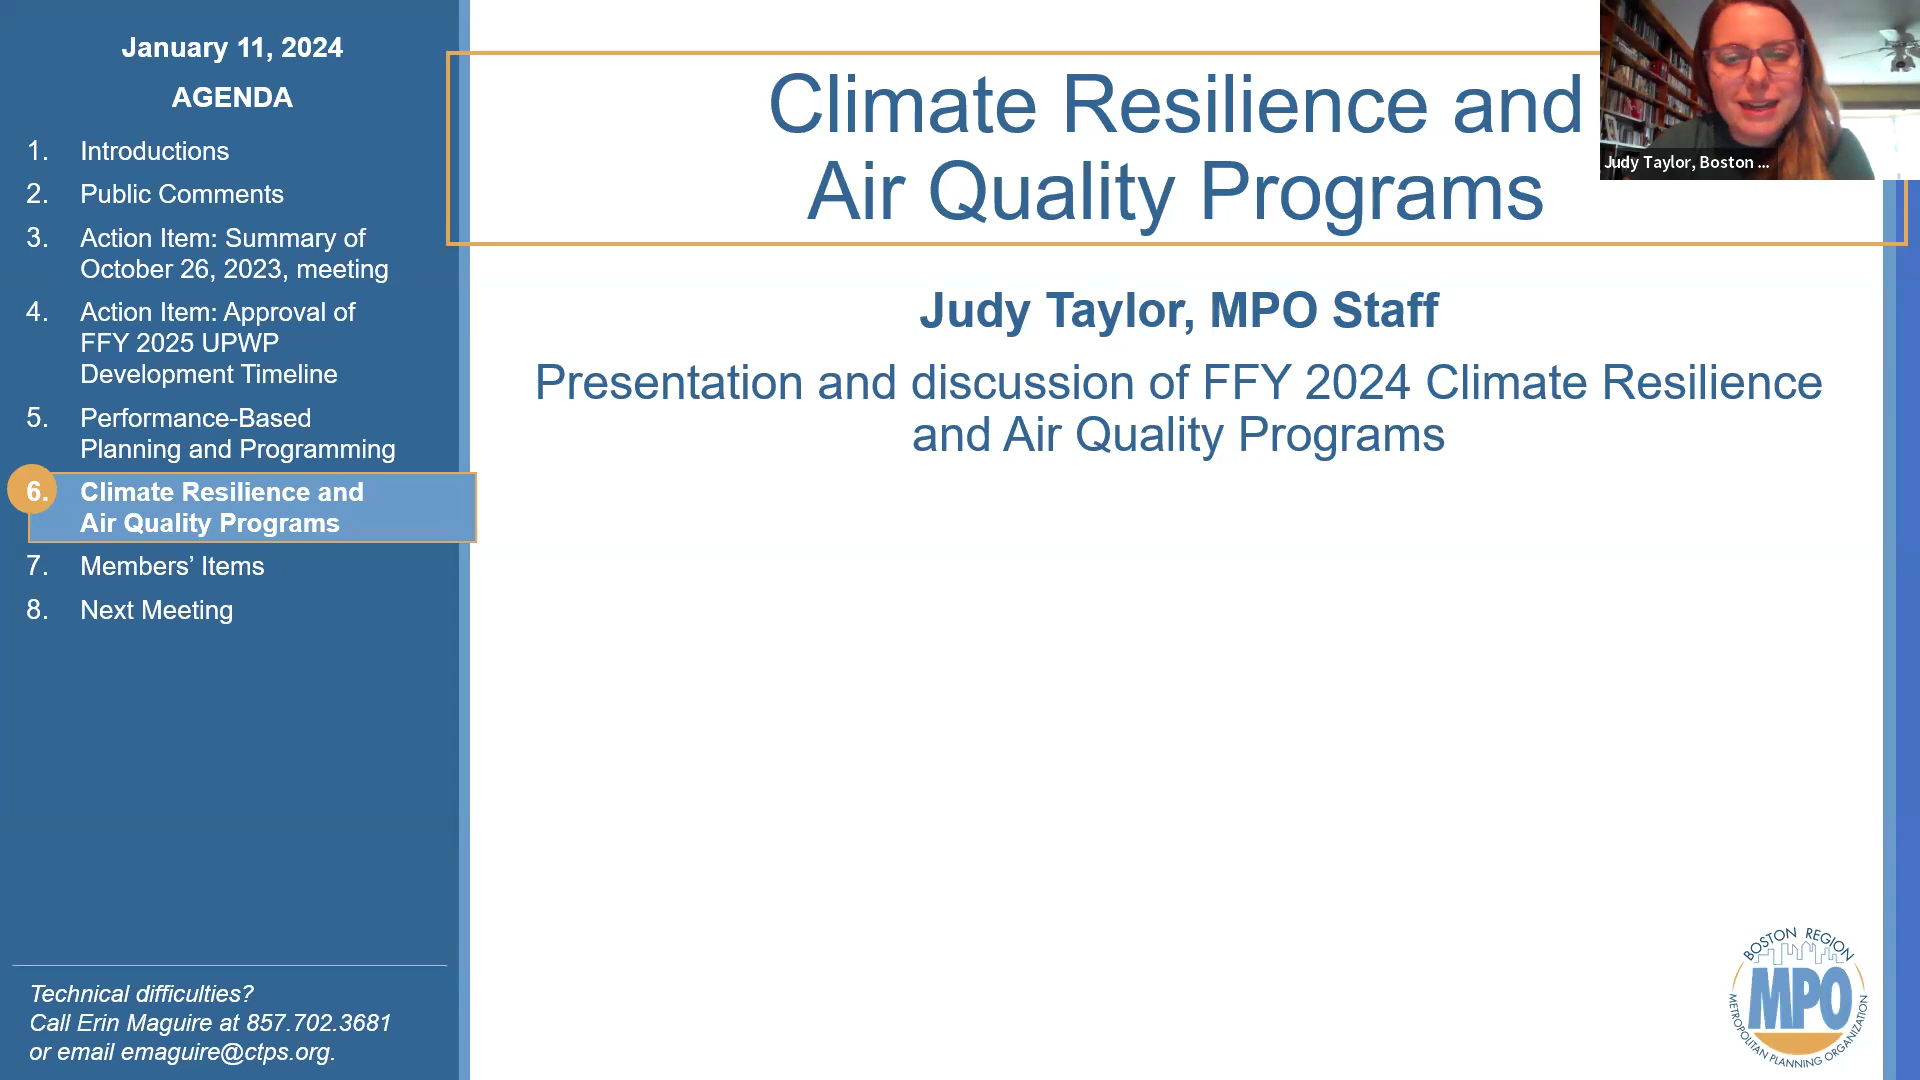 January 11, 2024
AGENDA
1. Introductions
2. Public Comments
3. Action Item: Summary of
October 26, 2023, meeting
4. Action Item: Approval of
FFY 2025 UPWP
Development Timeline
5. Performance-Based
Planning and Programming
6. Climate Resilience and
Air Quality Programs
7. Members’ Items
8. Next Meeting
Technical difficulties?
Call Erin Maguire at 857.702.3681
or email emaguire@ctps.org.
Climate Resilience and
Air Quality Programs
Judy Taylor, Boston ...
Judy Taylor, MPO Staff
Presentation and discussion of FFY 2024 Climate Resilience
and Air Quality Programs
BOSTON REGION
MPO
METROPOLITAN PLANNING ORGANIZATION